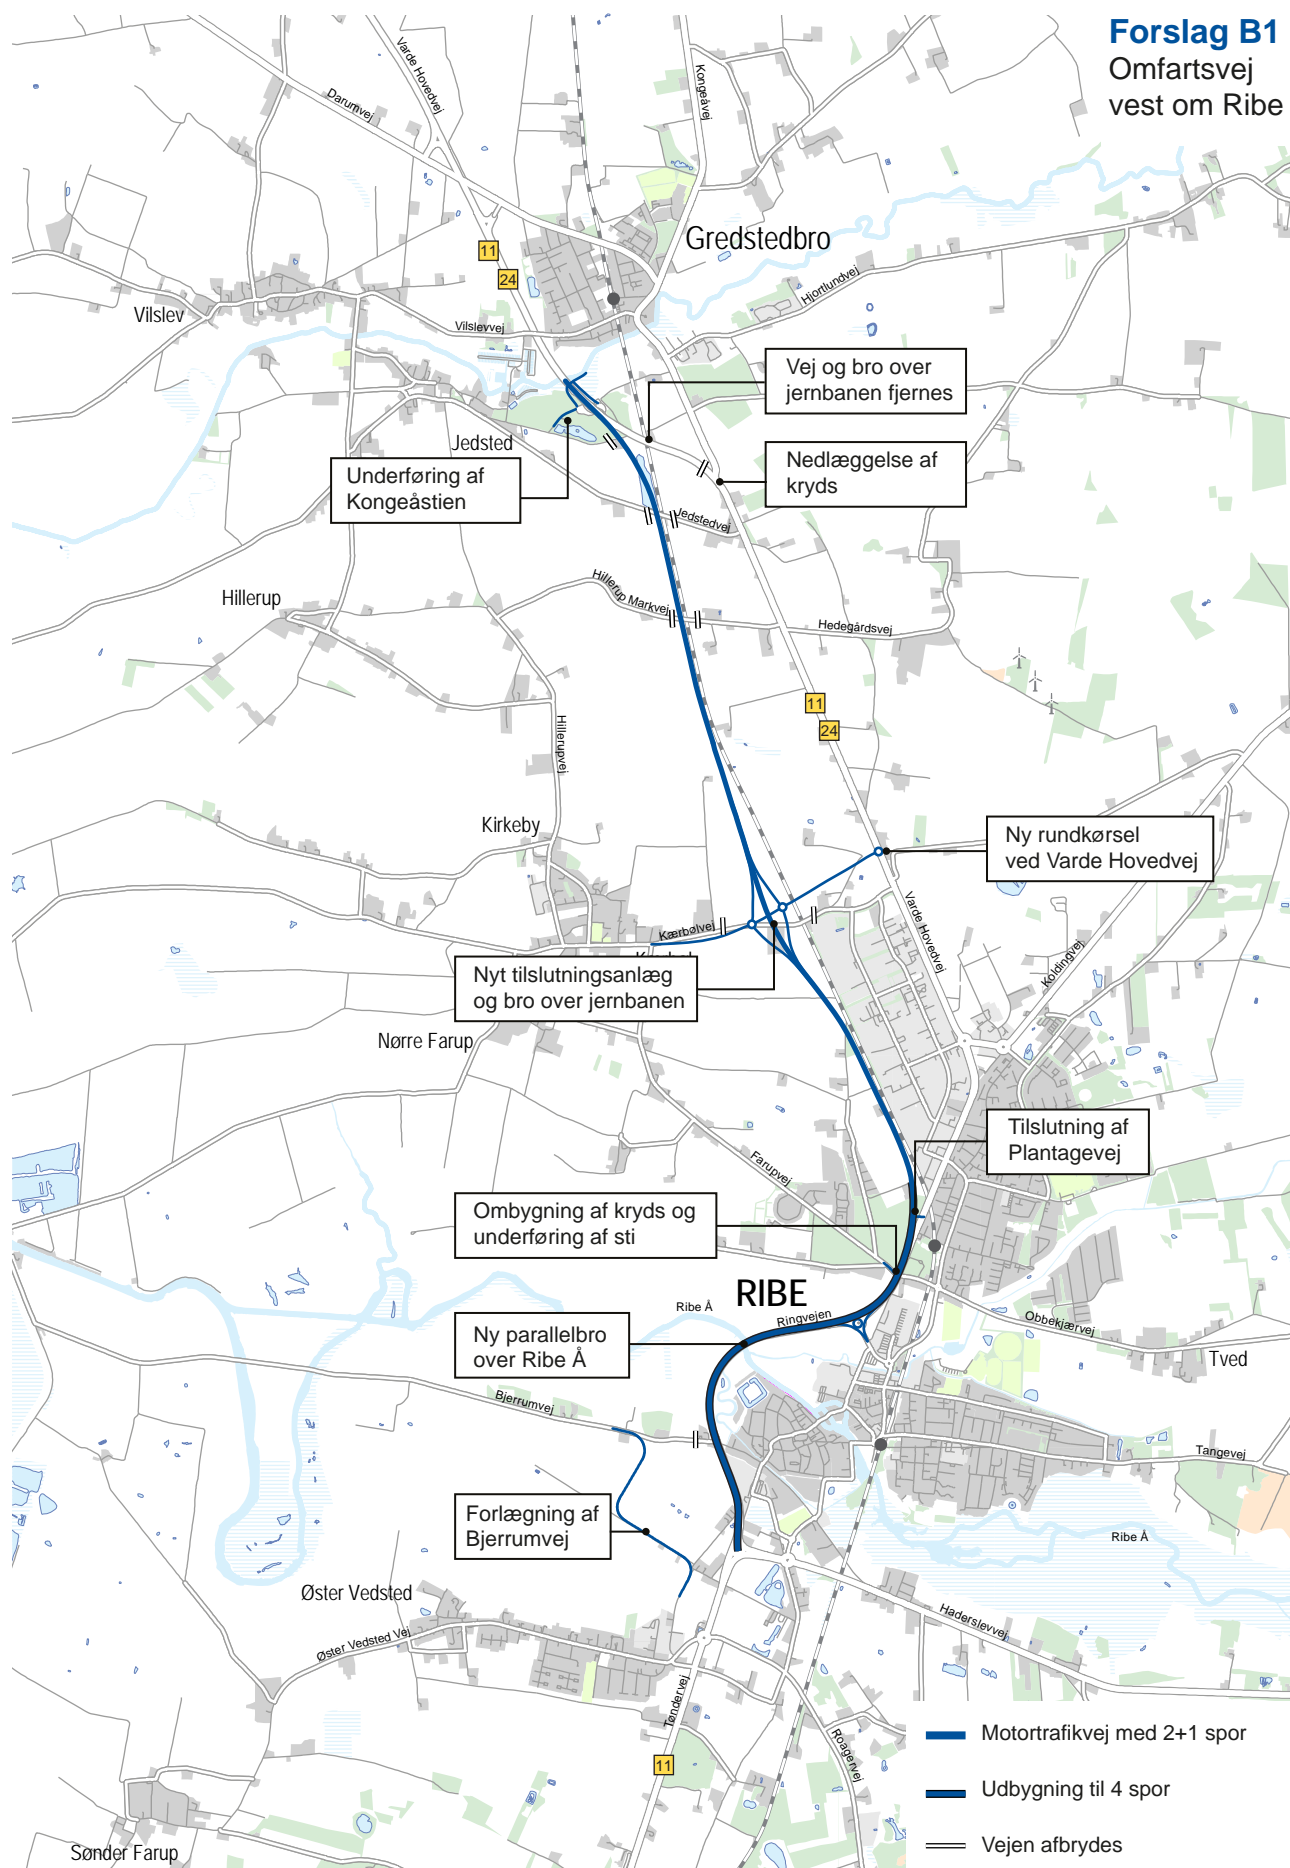 Forslag B1
Omfartsvej
vest om Ribe
Varde Hovedvej
Kongeåvej
Darumvej
Gredstedbro
11
24
Hjortlundvej
Vilslev
Vilslevvej
Vej og bro over
jernbanen fjernes
Jedsted
Underføring af
Kongeåstien
Nedlæggelse af
kryds
Jedstedvej
Hillerup
Hillerup Markvej
Hedegårdsvej
11
24
Hillerupvej
Kirkeby
Ny rundkørsel
ved Varde Hovedvej
Kærbølvej
Varde Hovedvej
Koldingvej
Nyt tilslutningsanlæg
og bro over jernbanen
Nørre Farup
Tilslutning af
Plantagevej
Farupvej
Ombygning af kryds og
underføring af sti
RIBE
Ribe Å
Ringvejen
Obbekjærvej
Ny parallelbro
over Ribe Å
Tved
Bjerrumvej
Tangevej
Forlægning af
Bjerrumvej
Ribe Å
Øster Vedsted
Haderslevvej
Øster Vedsted Vej
Tøndervej
Roagervej
11
Motortrafikvej med 2+1 spor
Udbygning til 4 spor
Vejen afbrydes
Sønder Farup